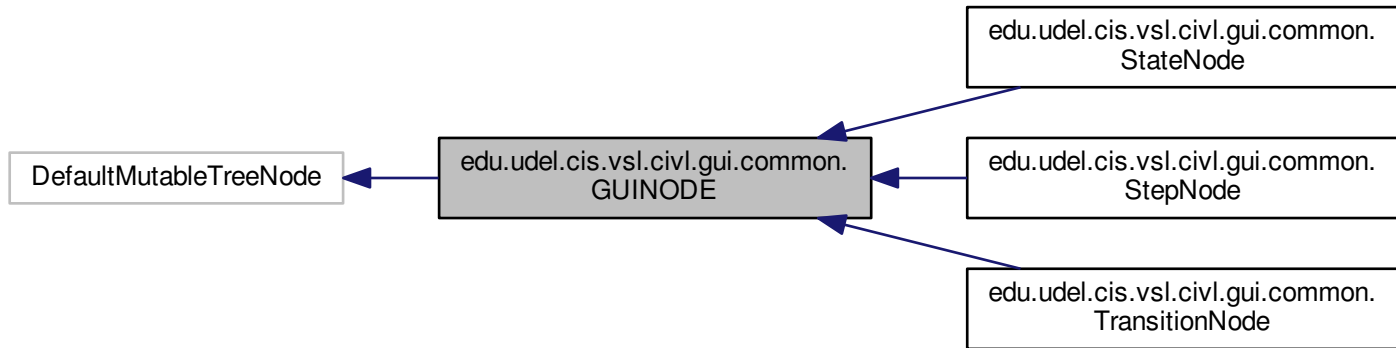 DefaultMutableTreeNode
edu.udel.cis.vsl.civl.gui.common.
GUINODE
edu.udel.cis.vsl.civl.gui.common.
StateNode
edu.udel.cis.vsl.civl.gui.common.
StepNode
edu.udel.cis.vsl.civl.gui.common.
TransitionNode